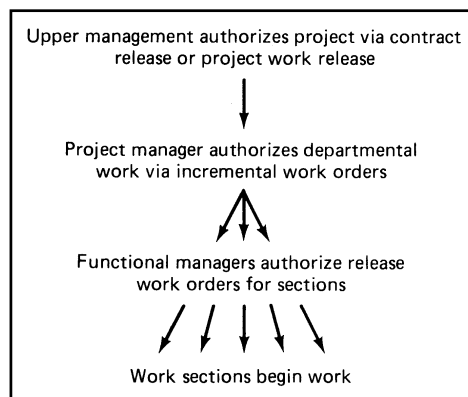 Upper management authorizes project via contract
release or project work release
Project manager authorizes departmental
work via incremental work orders
Functional managers authorize release
work orders for sections
Work sections begin work